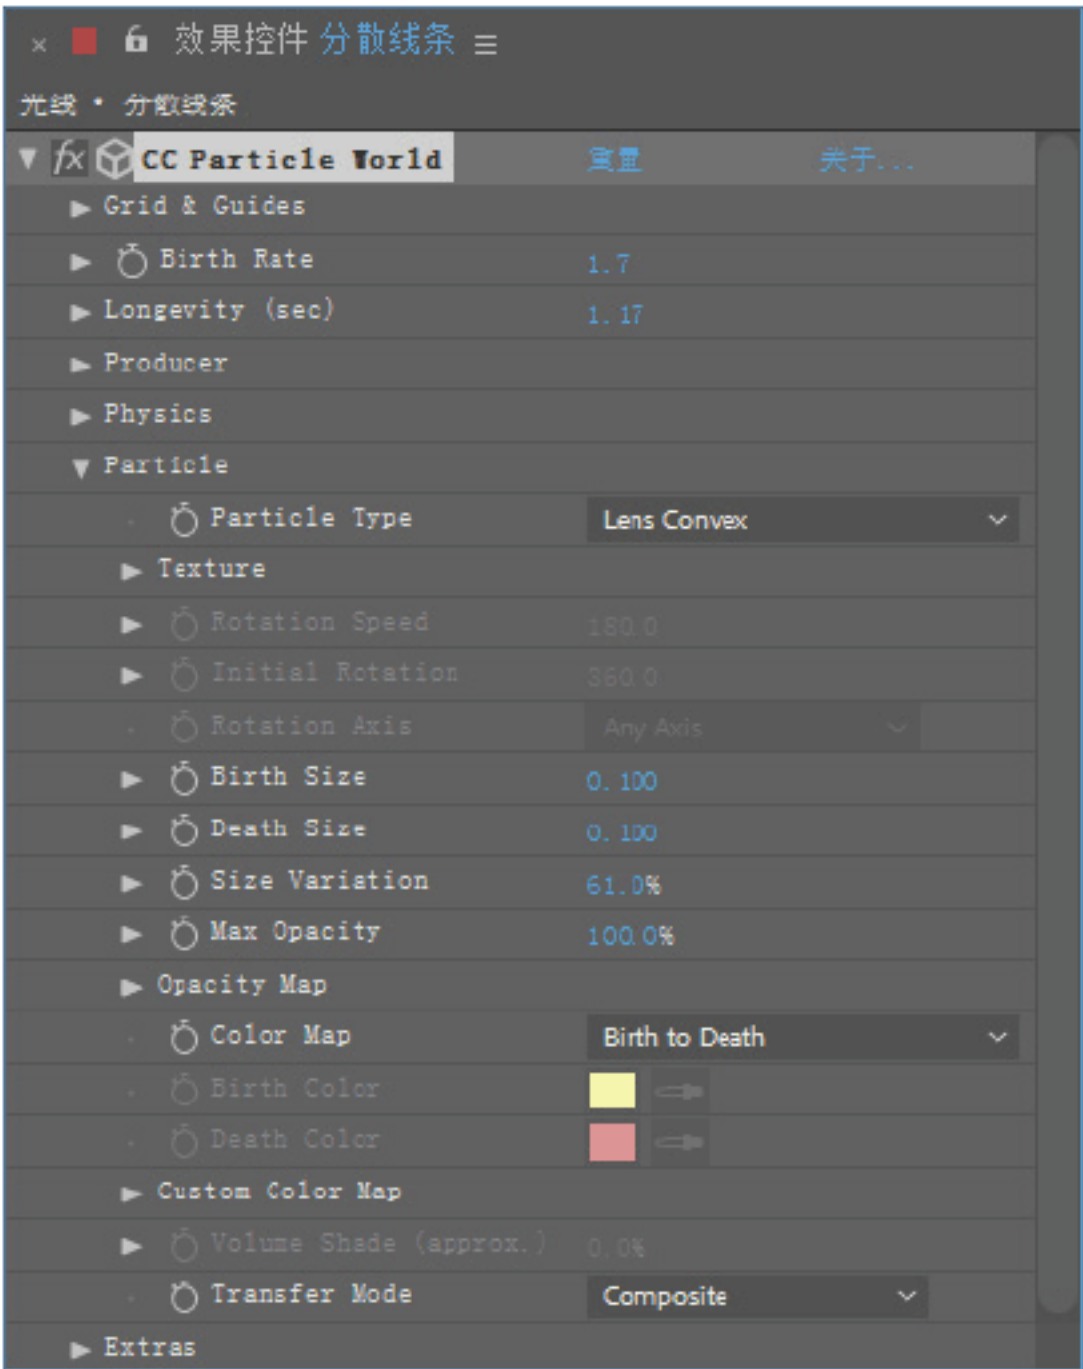 × 效果控件 分散线条 ≡
光线 • 分散线条
fx CC Particle World 重置 关于...
Grid & Guides
Birth Rate 1.7
Longevity (sec) 1.17
Producer
Physics
Particle
Particle Type Lens Convex
Texture
Rotation Speed 180.0
Initial Rotation 360.0
Rotation Axis Any Axis
Birth Size 0.100
Death Size 0.100
Size Variation 61.0%
Max Opacity 100.0%
Opacity Map
Color Map Birth to Death
Birth Color
Death Color
Custom Color Map
Volume Shade (approx.) 0.0%
Transfer Mode Composite
Extras